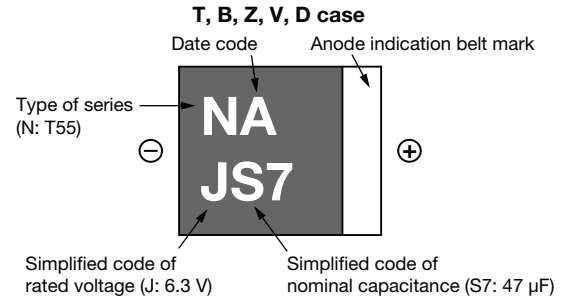 T, B, Z, V, D case
Date code
Anode indication belt mark
Type of series
(N: T55)
NA
JS7
⊖
⊕
Simplified code of
rated voltage (J: 6.3 V)
Simplified code of
nominal capacitance (S7: 47 μF)